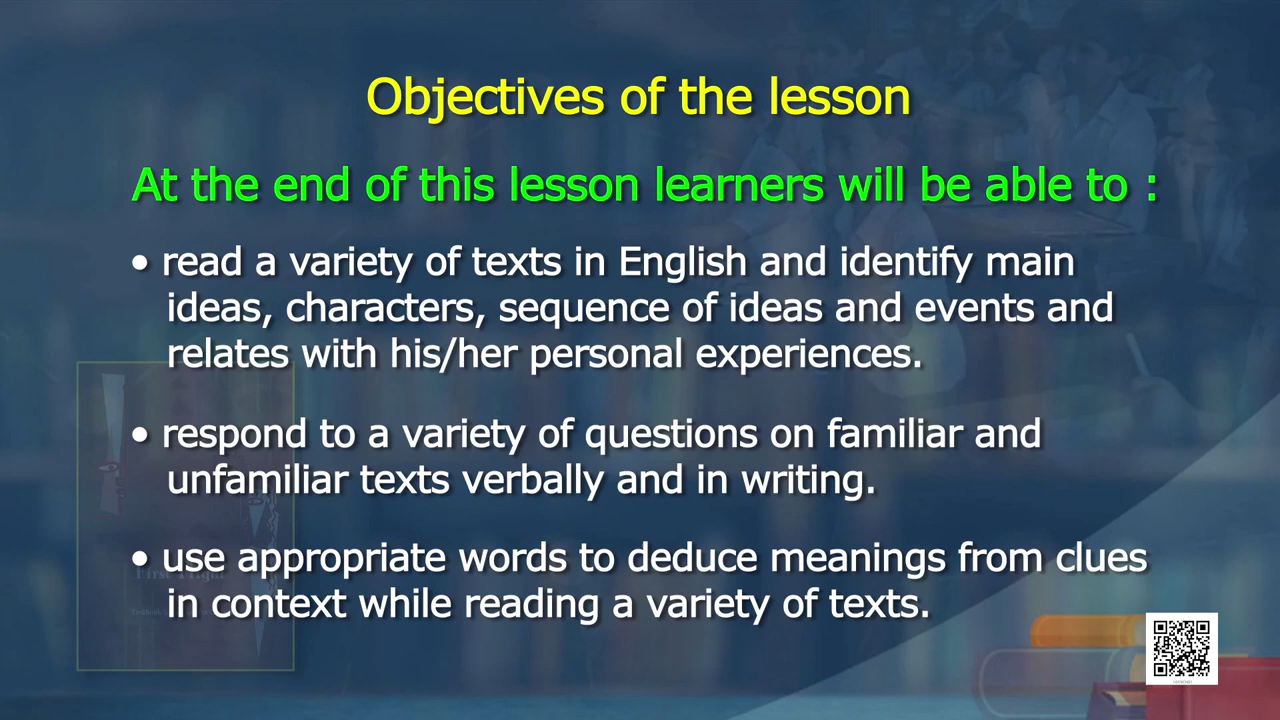 Objectives of the lesson
At the end of this lesson learners will be able to :
• read a variety of texts in English and identify main
ideas, characters, sequence of ideas and events and
relates with his/her personal experiences.
• respond to a variety of questions on familiar and
unfamiliar texts verbally and in writing.
• use appropriate words to deduce meanings from clues
in context while reading a variety of texts.
First Flight